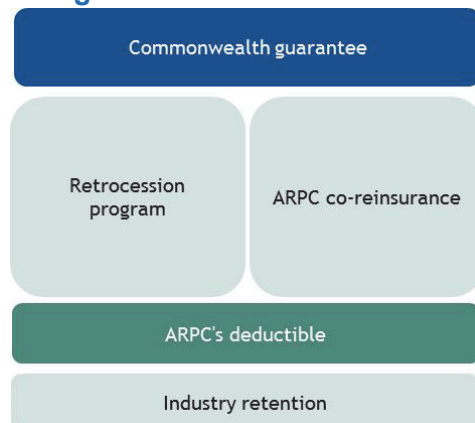 Commonwealth guarantee
Retrocession
program
ARPC co-reinsurance
ARPC's deductible
Industry retention